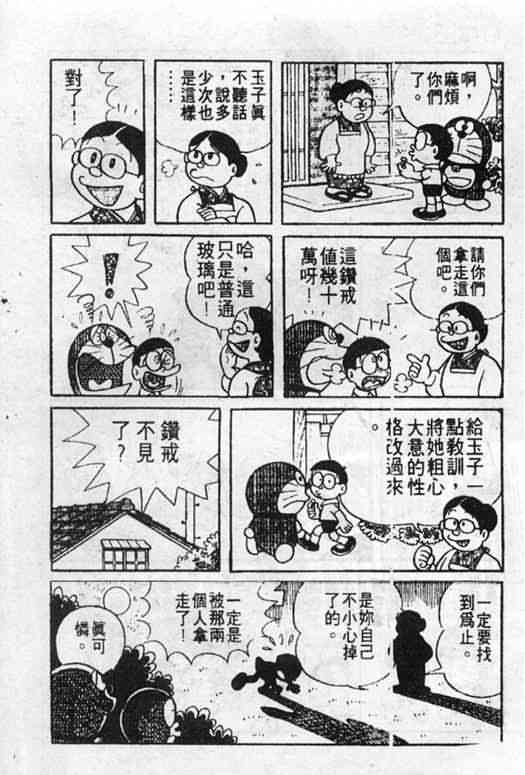 啊，
麻煩
你們
了。
玉子眞
不聽話
，說多
少次也
是這樣
……
對了！
請你們
拿走這
個吧。
這鑽戒
值幾十
萬呀！
哈，這
只是普通
玻璃吧！
！
給玉子一
點教訓，
將她粗心
大意的性
格改過來
。
鑽戒
不見
了？
一定要找
到爲止。
是妳自己
不小心掉
了的。
一定是
被那兩
個人拿
走了！
眞可
憐。